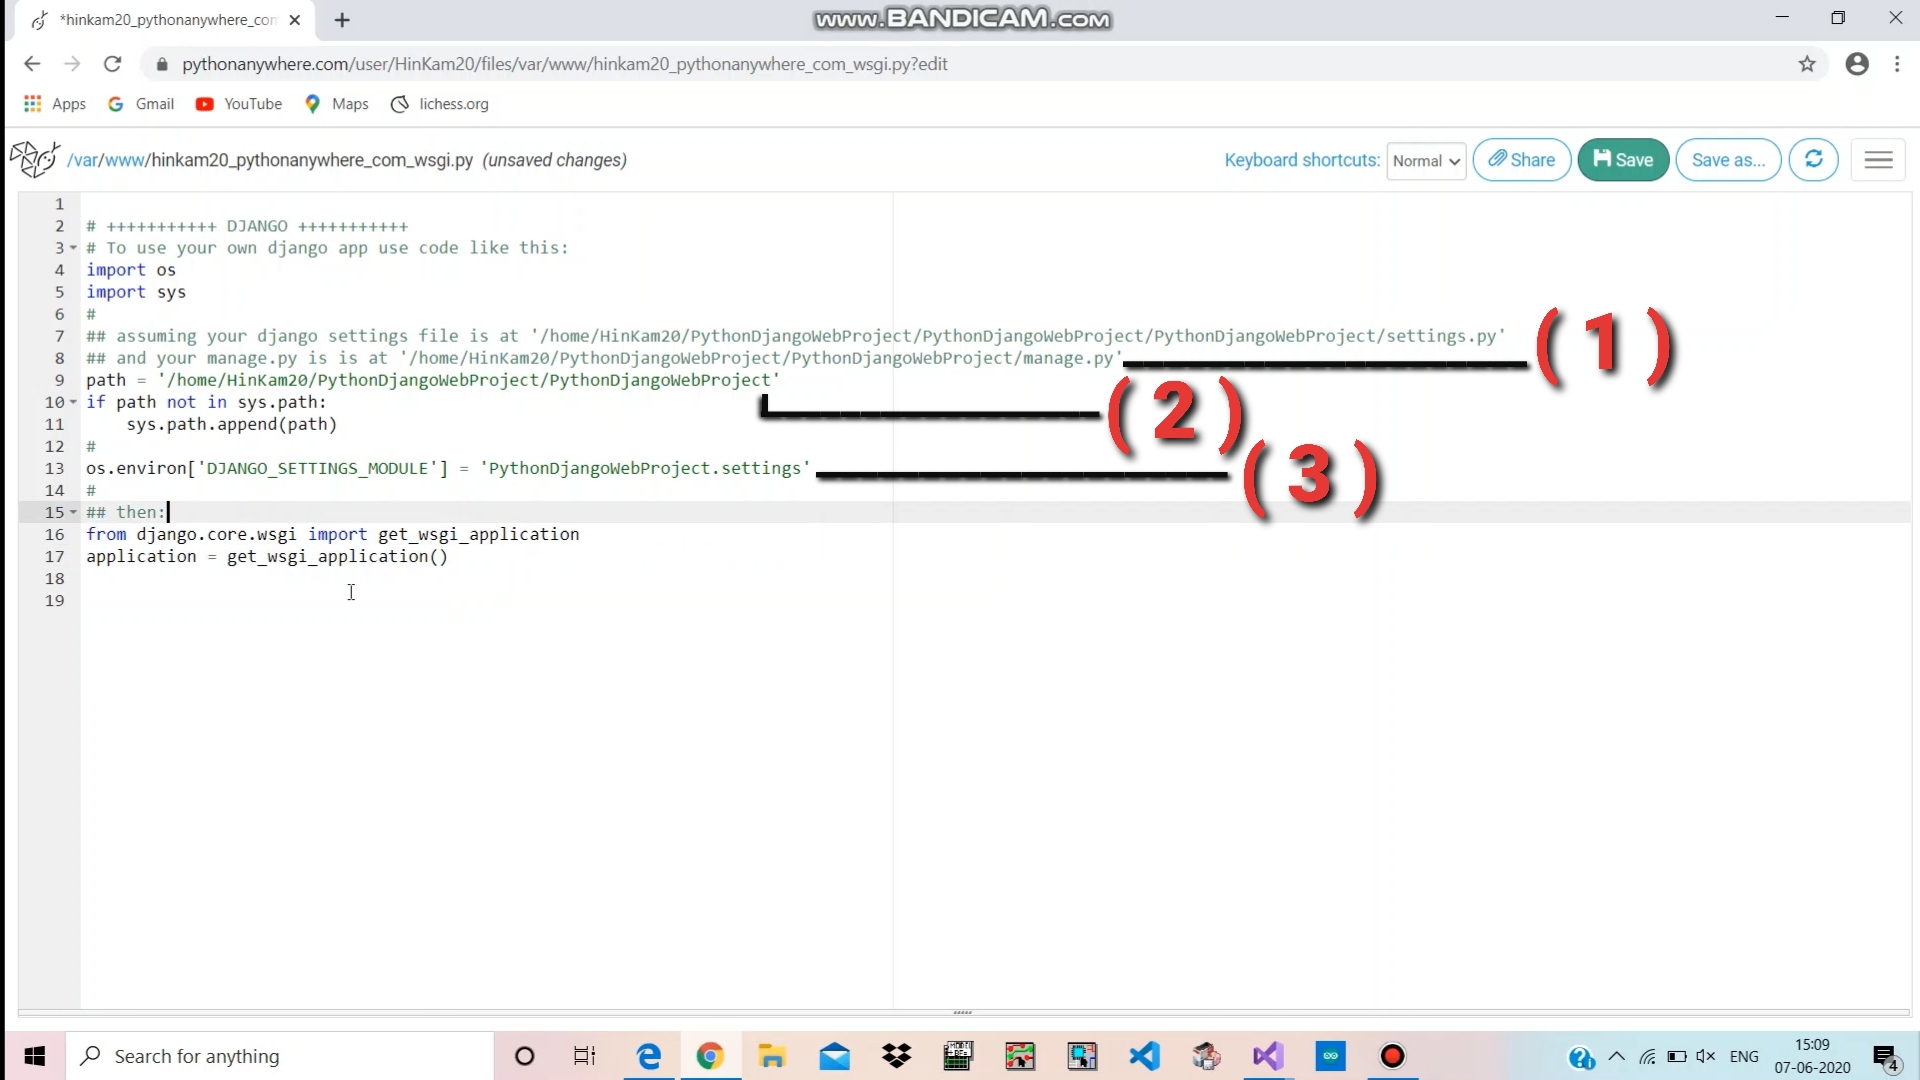 *hinkam20_pythonanywhere_con
www.BANDICAM.com
pythonanywhere.com/user/HinKam20/files/var/www/hinkam20_pythonanywhere_com_wsgi.py?edit
Apps Gmail YouTube Maps lichess.org
/var/www/hinkam20_pythonanywhere_com_wsgi.py (unsaved changes) Keyboard shortcuts: Normal Share Save Save as...
1
2 # +++++++++++ DJANGO +++++++++++
3 # To use your own django app use code like this:
4 import os
5 import sys
6 #
7 ## assuming your django settings file is at '/home/HinKam20/PythonDjangoWebProject/PythonDjangoWebProject/PythonDjangoWebProject/settings.py'
8 ## and your manage.py is is at '/home/HinKam20/PythonDjangoWebProject/PythonDjangoWebProject/manage.py' (1)
9 path = '/home/HinKam20/PythonDjangoWebProject/PythonDjangoWebProject'
10 if path not in sys.path: (2)
11 sys.path.append(path)
12 #
13 os.environ['DJANGO_SETTINGS_MODULE'] = 'PythonDjangoWebProject.settings' (3)
14 #
15 ## then:
16 from django.core.wsgi import get_wsgi_application
17 application = get_wsgi_application()
18
19
Search for anything
ENG
15:09
07-06-2020
4